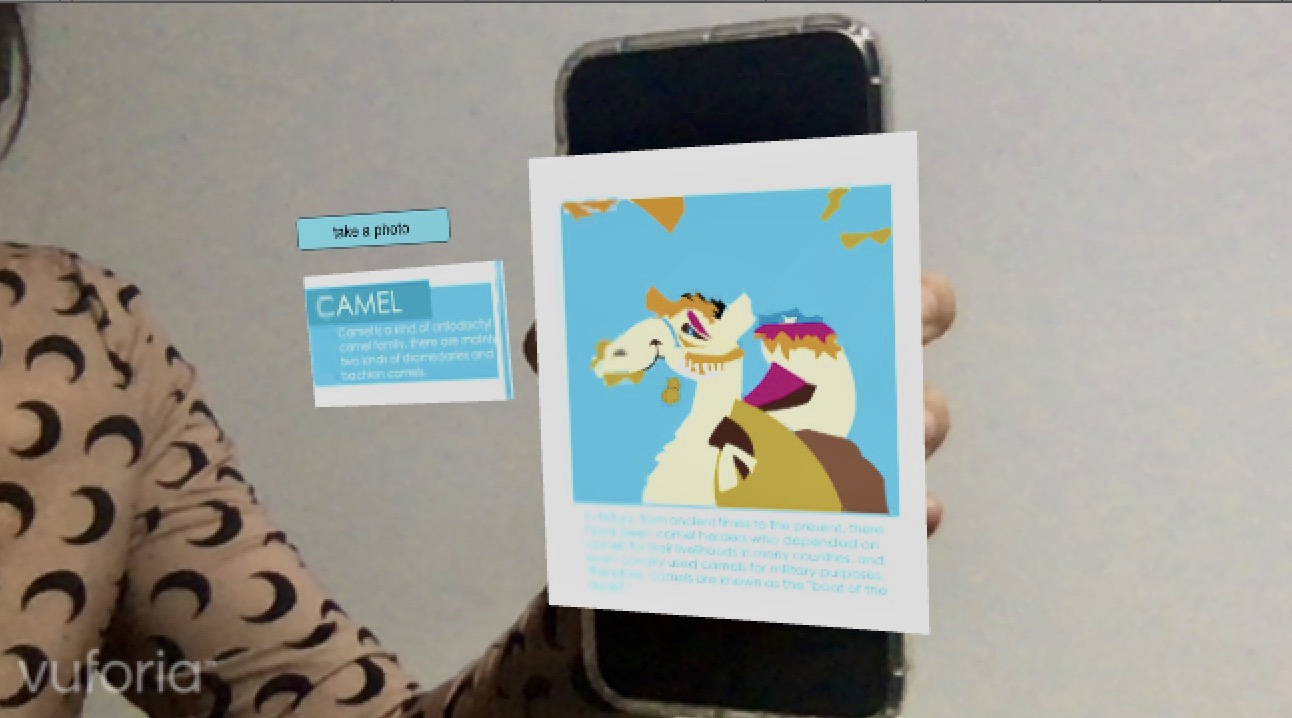 take a photo
CAMEL
Camel is a kind of artiodactyl
camel family, there are mainly
two kinds of dromedaries and
bachtian camels.
In history, from ancient times to the present, there
have been camel herders who depended on
camels for their livelihoods in many countries, and
even used camels for military purposes,
therefore, camels are known as the "boat of the
desert"
vuforia